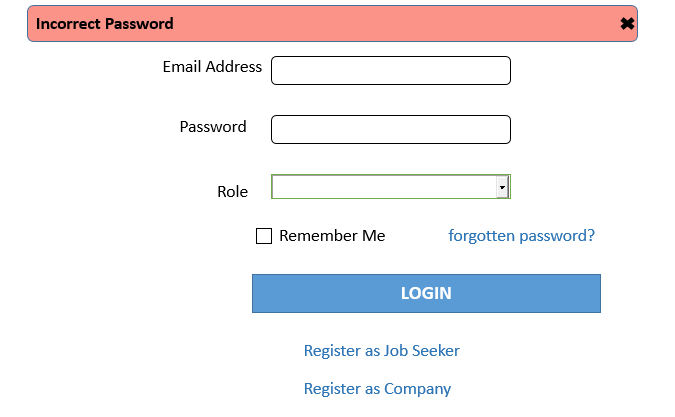 Incorrect Password
Email Address
Password
Role
Remember Me forgotten password?
LOGIN
Register as Job Seeker
Register as Company